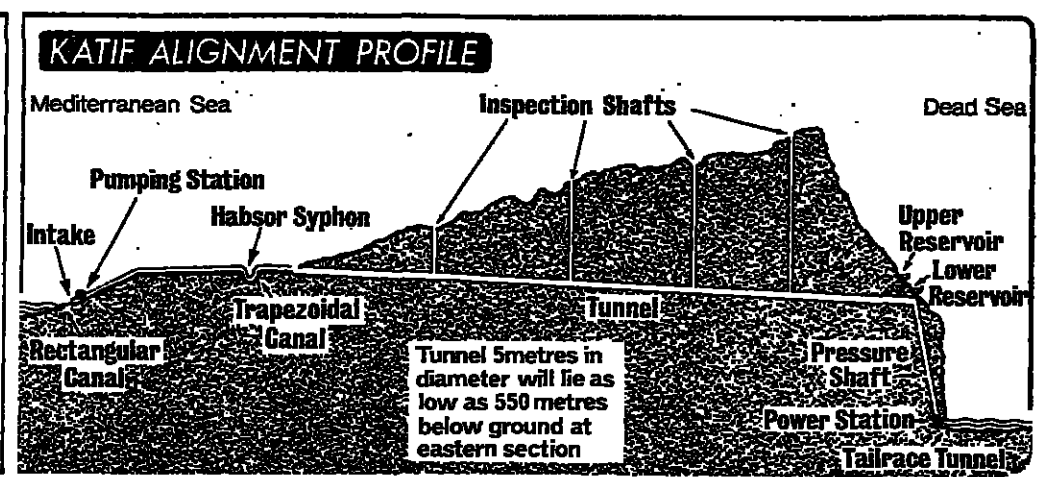 KATIF ALIGNMENT PROFILE
Mediterranean Sea
Inspection Shafts
Dead Sea
Pumping Station
Habsor Syphon
Intake
Upper
Reservoir
Lower
Reservoir
Trapezoidal
Canal
Tunnel
Rectangular
Canal
Tunnel 5metres in
diameter will lie as
low as 550 metres
below ground at
eastern section
Pressure
Shaft
Power Station
Tailrace Tunnel